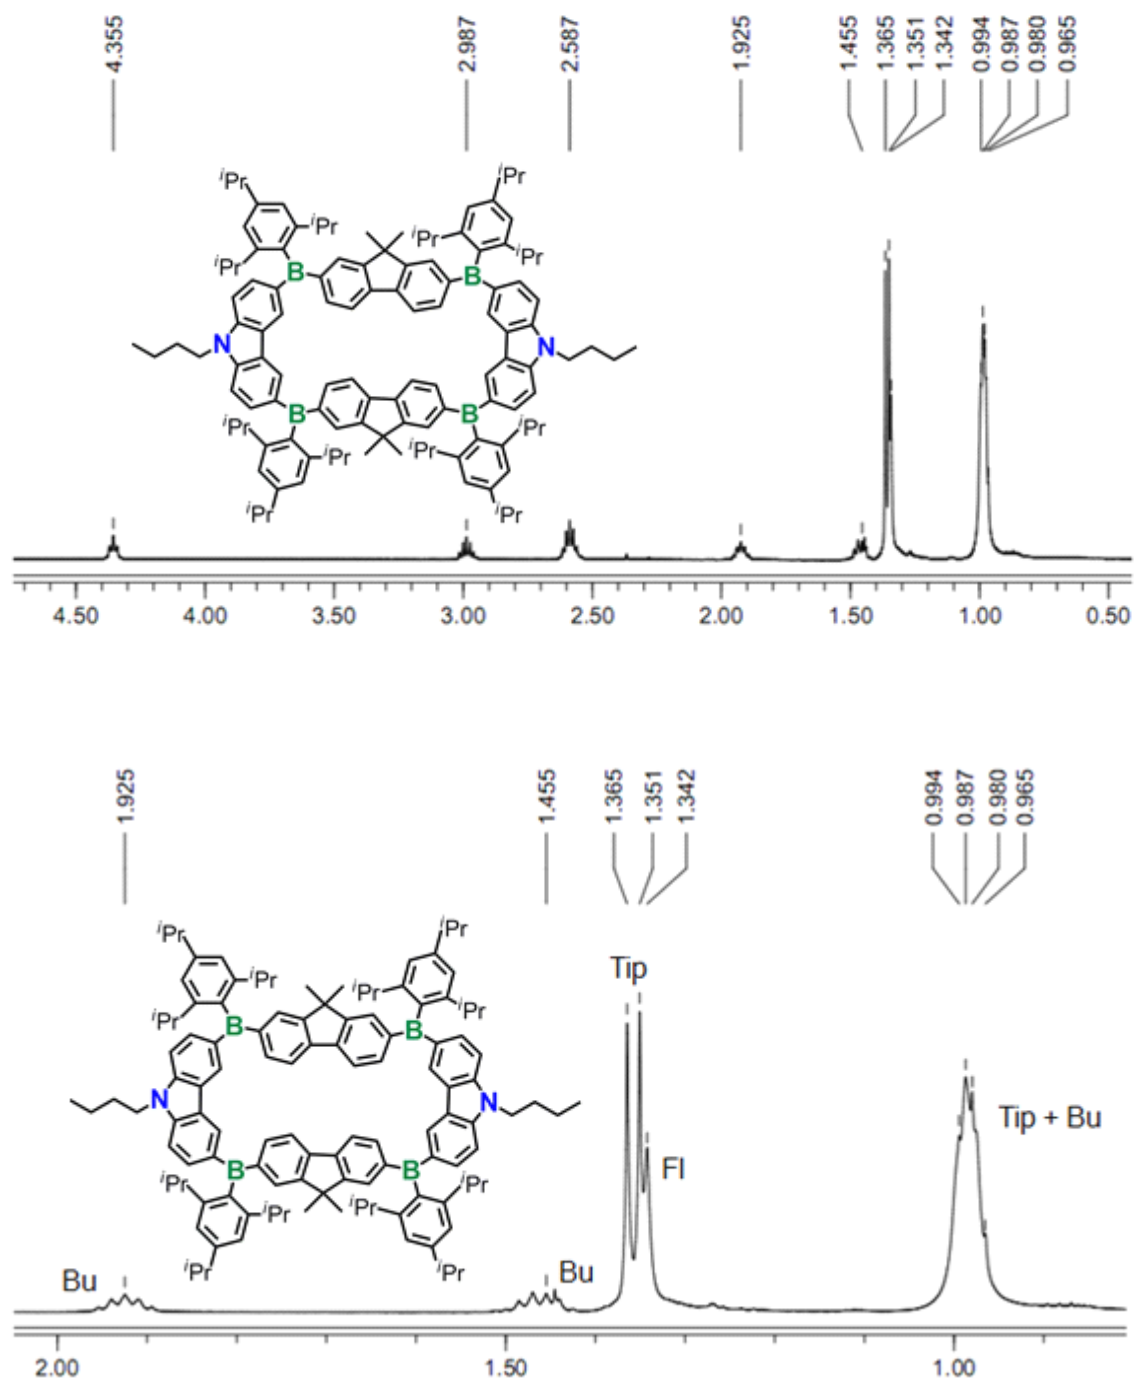 4.355 2.987 2.587 1.925 1.455 1.365 1.351 1.342 0.994 0.987 0.980 0.965
iPr iPr
iPr iPr iPr
iPr iPr
B B
N N
B B
iPr iPr iPr iPr
iPr iPr
4.50 4.00 3.50 3.00 2.50 2.00 1.50 1.00 0.50
1.925 1.455 1.365 1.351 1.342 0.994 0.987 0.980 0.965
iPr iPr
Tip
iPr iPr iPr
iPr
B B
Tip + Bu
N N
Fl
B B
iPr iPr iPr iPr
Bu Bu
iPr iPr
2.00 1.50 1.00